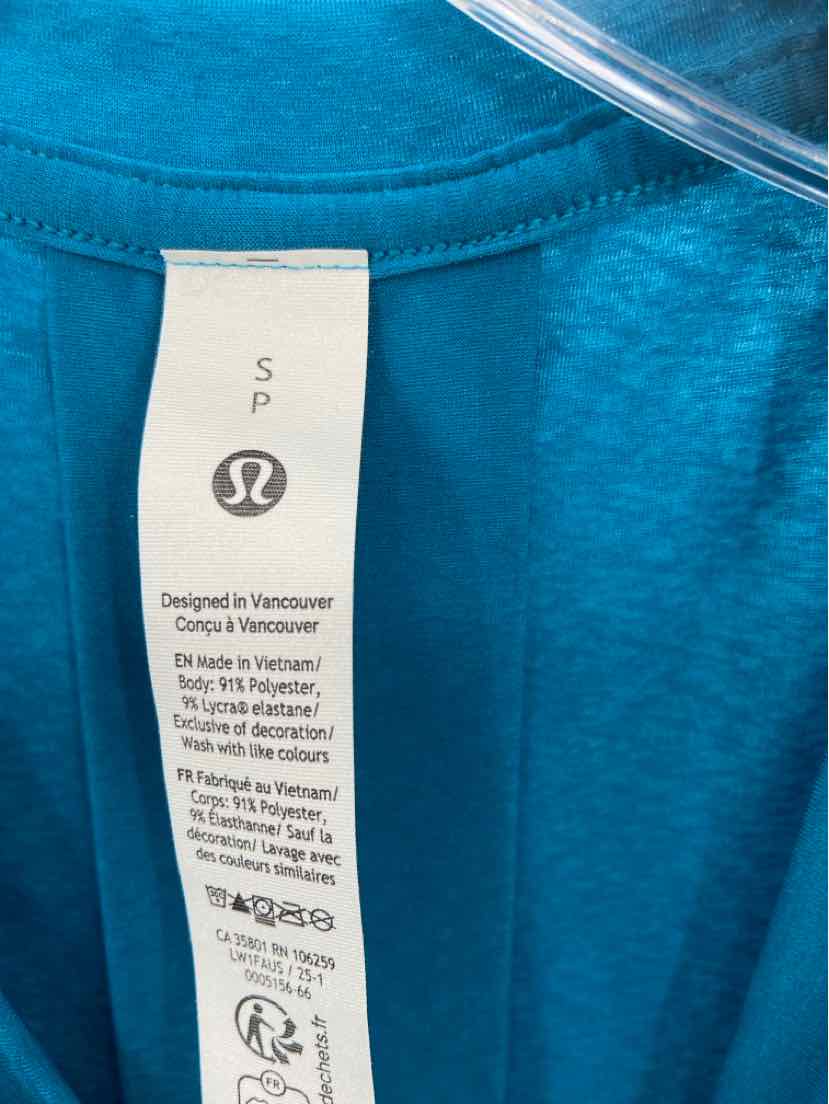 S
P
Designed in Vancouver
Conçu à Vancouver
EN Made in Vietnam/
Body: 91% Polyester,
9% Lycra® elastane/
Exclusive of decoration/
Wash with like colours
FR Fabriqué au Vietnam/
Corps: 91% Polyester,
9% Élasthanne/ Sauf la
décoration/ Lavage avec
des couleurs similaires
CA 35801 RN 106259
LW1FAUS / 25-1
0005156-66
FR
dechets.fr